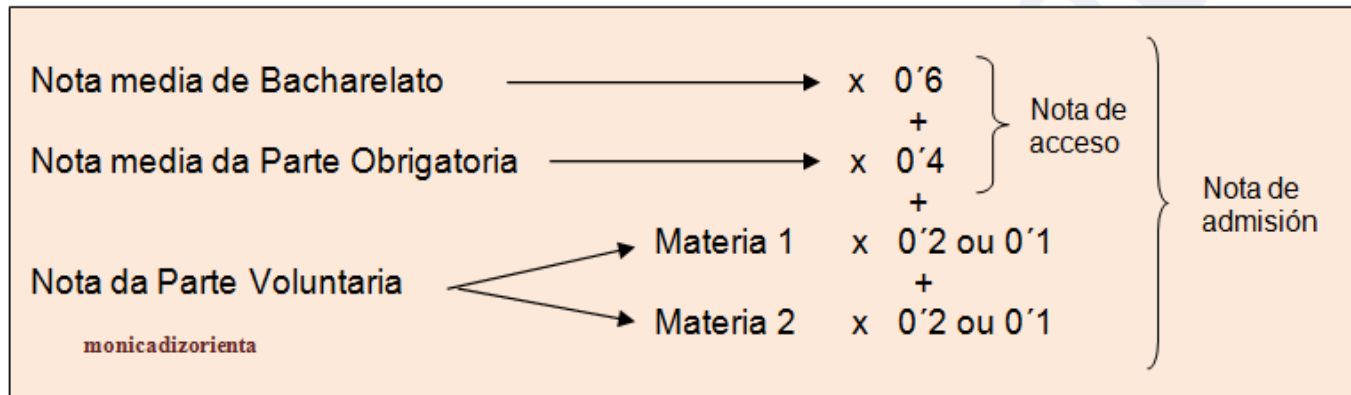 Nota media de Bacharelato x 0´6
+
Nota de
acceso
Nota media da Parte Obrigatoria x 0´4
+
Nota de
admisión
Materia 1 x 0´2 ou 0´1
Nota da Parte Voluntaria +
Materia 2 x 0´2 ou 0´1
monicadizorienta